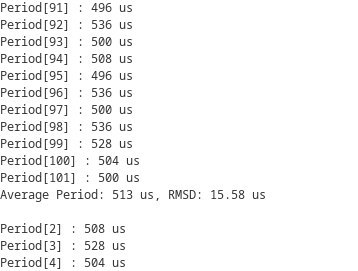 Period[91] : 496 us
Period[92] : 536 us
Period[93] : 500 us
Period[94] : 508 us
Period[95] : 496 us
Period[96] : 536 us
Period[97] : 500 us
Period[98] : 536 us
Period[99] : 528 us
Period[100] : 504 us
Period[101] : 500 us
Average Period: 513 us, RMSD: 15.58 us
Period[2] : 508 us
Period[3] : 528 us
Period[4] : 504 us